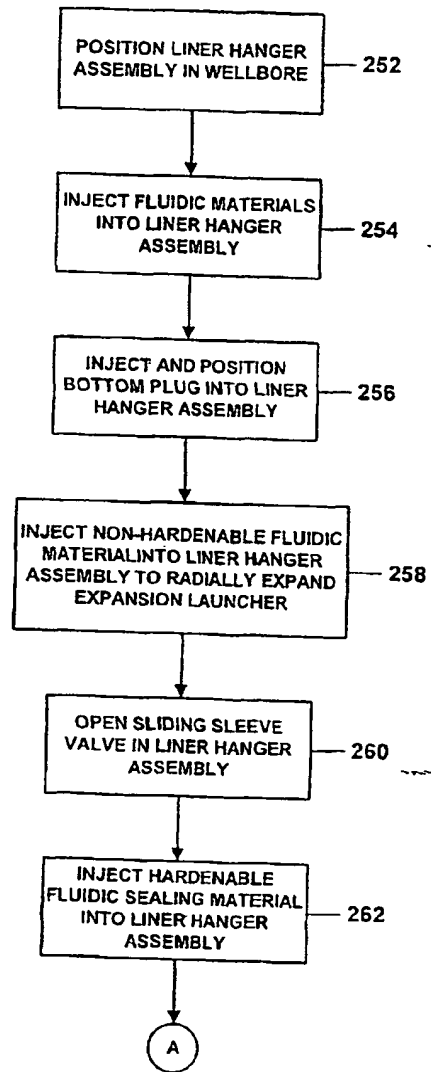 POSITION LINER HANGER
ASSEMBLY IN WELLBORE
252
INJECT FLUIDIC MATERIALS
INTO LINER HANGER
ASSEMBLY
254
INJECT AND POSITION
BOTTOM PLUG INTO LINER
HANGER ASSEMBLY
256
INJECT NON-HARDENABLE FLUIDIC
MATERIALINTO LINER HANGER
ASSEMBLY TO RADIALLY EXPAND
EXPANSION LAUNCHER
258
OPEN SLIDING SLEEVE
VALVE IN LINER HANGER
ASSEMBLY
260
INJECT HARDENABLE
FLUIDIC SEALING MATERIAL
INTO LINER HANGER
ASSEMBLY
262
A